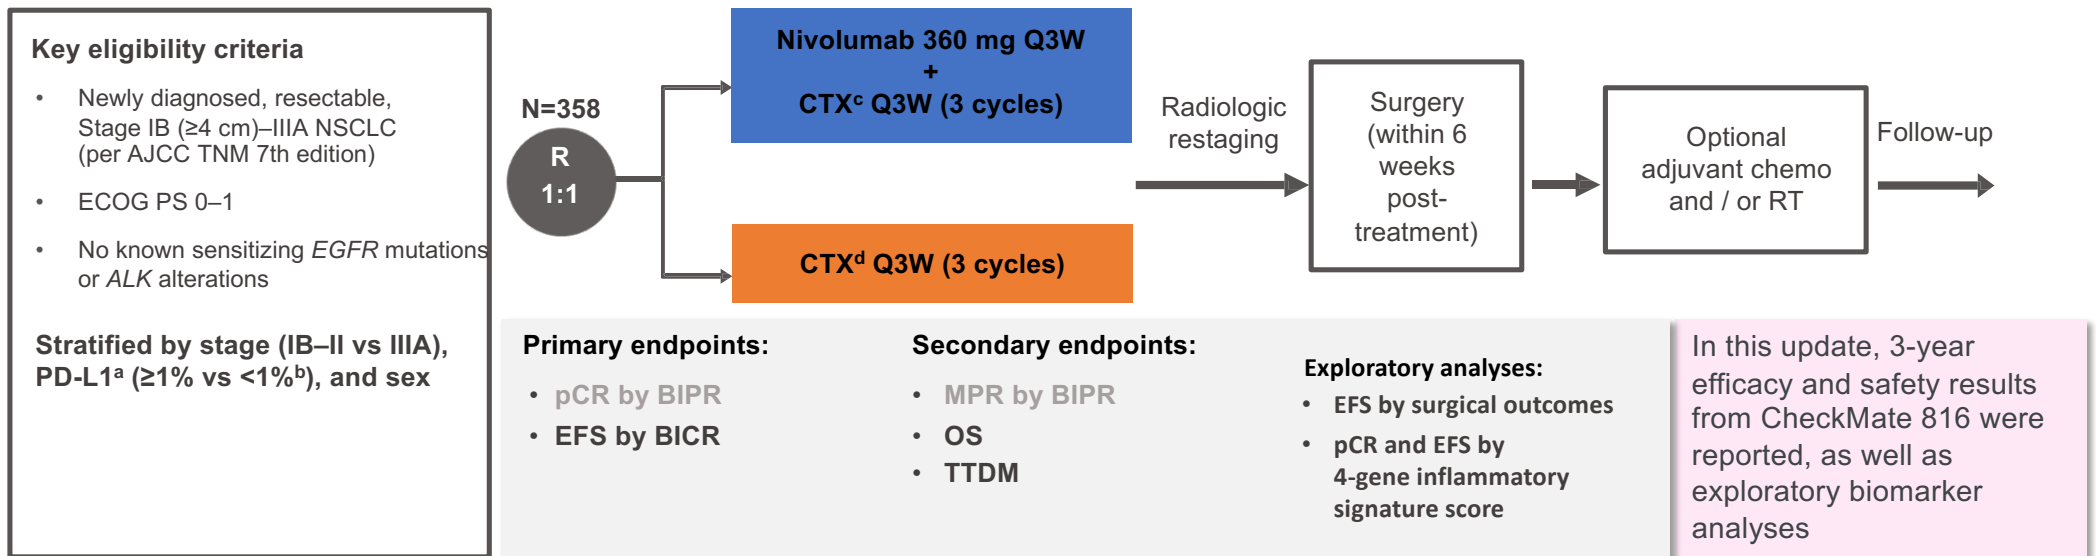 Key eligibility criteria
• Newly diagnosed, resectable,
Stage IB (≥4 cm)–IIIA NSCLC
(per AJCC TNM 7th edition)
• ECOG PS 0–1
• No known sensitizing EGFR mutations
or ALK alterations
Stratified by stage (IB–II vs IIIA),
PD-L1ᵃ (≥1% vs <1%ᵇ), and sex
N=358
R
1:1
Nivolumab 360 mg Q3W
+
CTXᶜ Q3W (3 cycles)
CTXᵈ Q3W (3 cycles)
Radiologic
restaging
Surgery
(within 6
weeks
post-
treatment)
Optional
adjuvant chemo
and / or RT
Follow-up
Primary endpoints:
• pCR by BIPR
• EFS by BICR
Secondary endpoints:
• MPR by BIPR
• OS
• TTDM
Exploratory analyses:
• EFS by surgical outcomes
• pCR and EFS by
4-gene inflammatory
signature score
In this update, 3-year
efficacy and safety results
from CheckMate 816 were
reported, as well as
exploratory biomarker
analyses